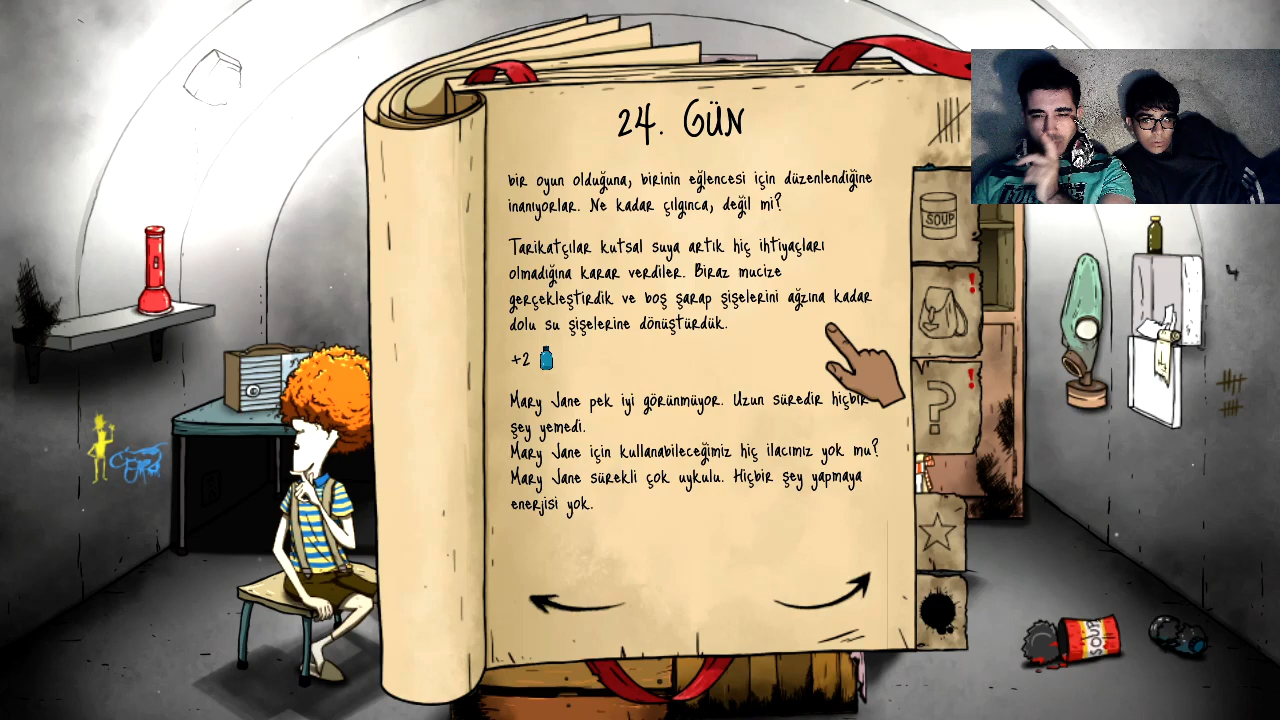 24. GÜN
bir oyun olduğuna, birinin eğlencesi için düzenlendiğine
inanıyorlar. Ne kadar çılgınca, değil mi?
Tarikatçılar kutsal suya artık hiç ihtiyaçları
olmadığına karar verdiler. Biraz mucize
gerçekleştirdik ve boş şarap şişelerini ağzına kadar
dolu su şişelerine dönüştürdük.
+2
Mary Jane pek iyi görünmüyor. Uzun süredir hiçbir
şey yemedi.
Mary Jane için kullanabileceğimiz hiç ilacımız yok mu?
Mary Jane sürekli çok uykulu. Hiçbir şey yapmaya
enerjisi yok.
SOUP
!
!
?
SOUP